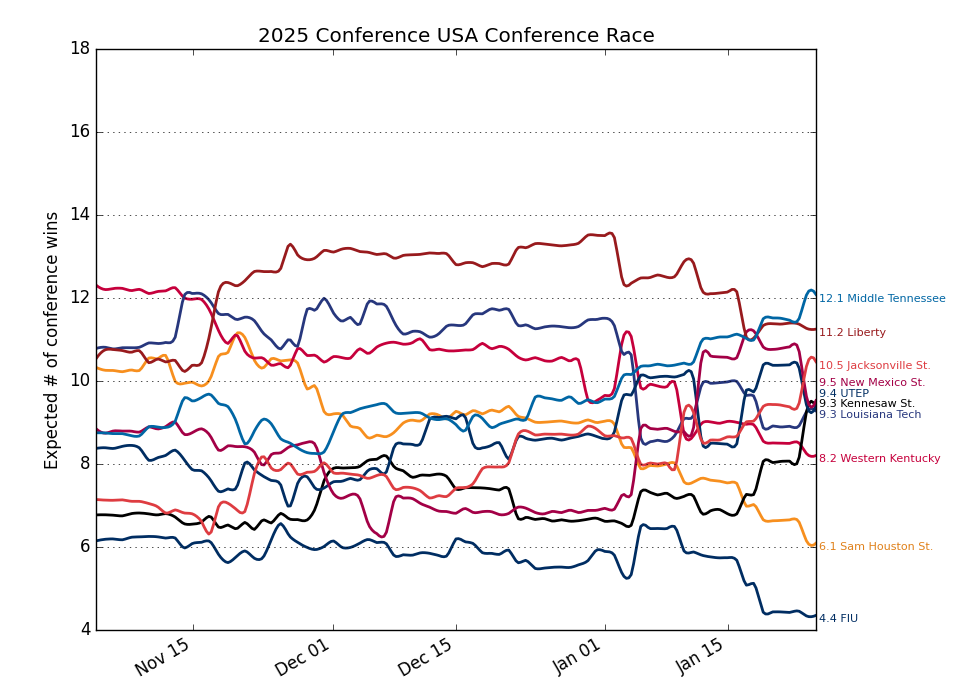 2025 Conference USA Conference Race
Expected # of conference wins
18
16
14
12
10
8
6
4
Nov 15
Dec 01
Dec 15
Jan 01
Jan 15
12.1 Middle Tennessee
11.2 Liberty
10.5 Jacksonville St.
9.5 New Mexico St.
9.4 UTEP
9.3 Kennesaw St.
9.3 Louisiana Tech
8.2 Western Kentucky
6.1 Sam Houston St.
4.4 FIU